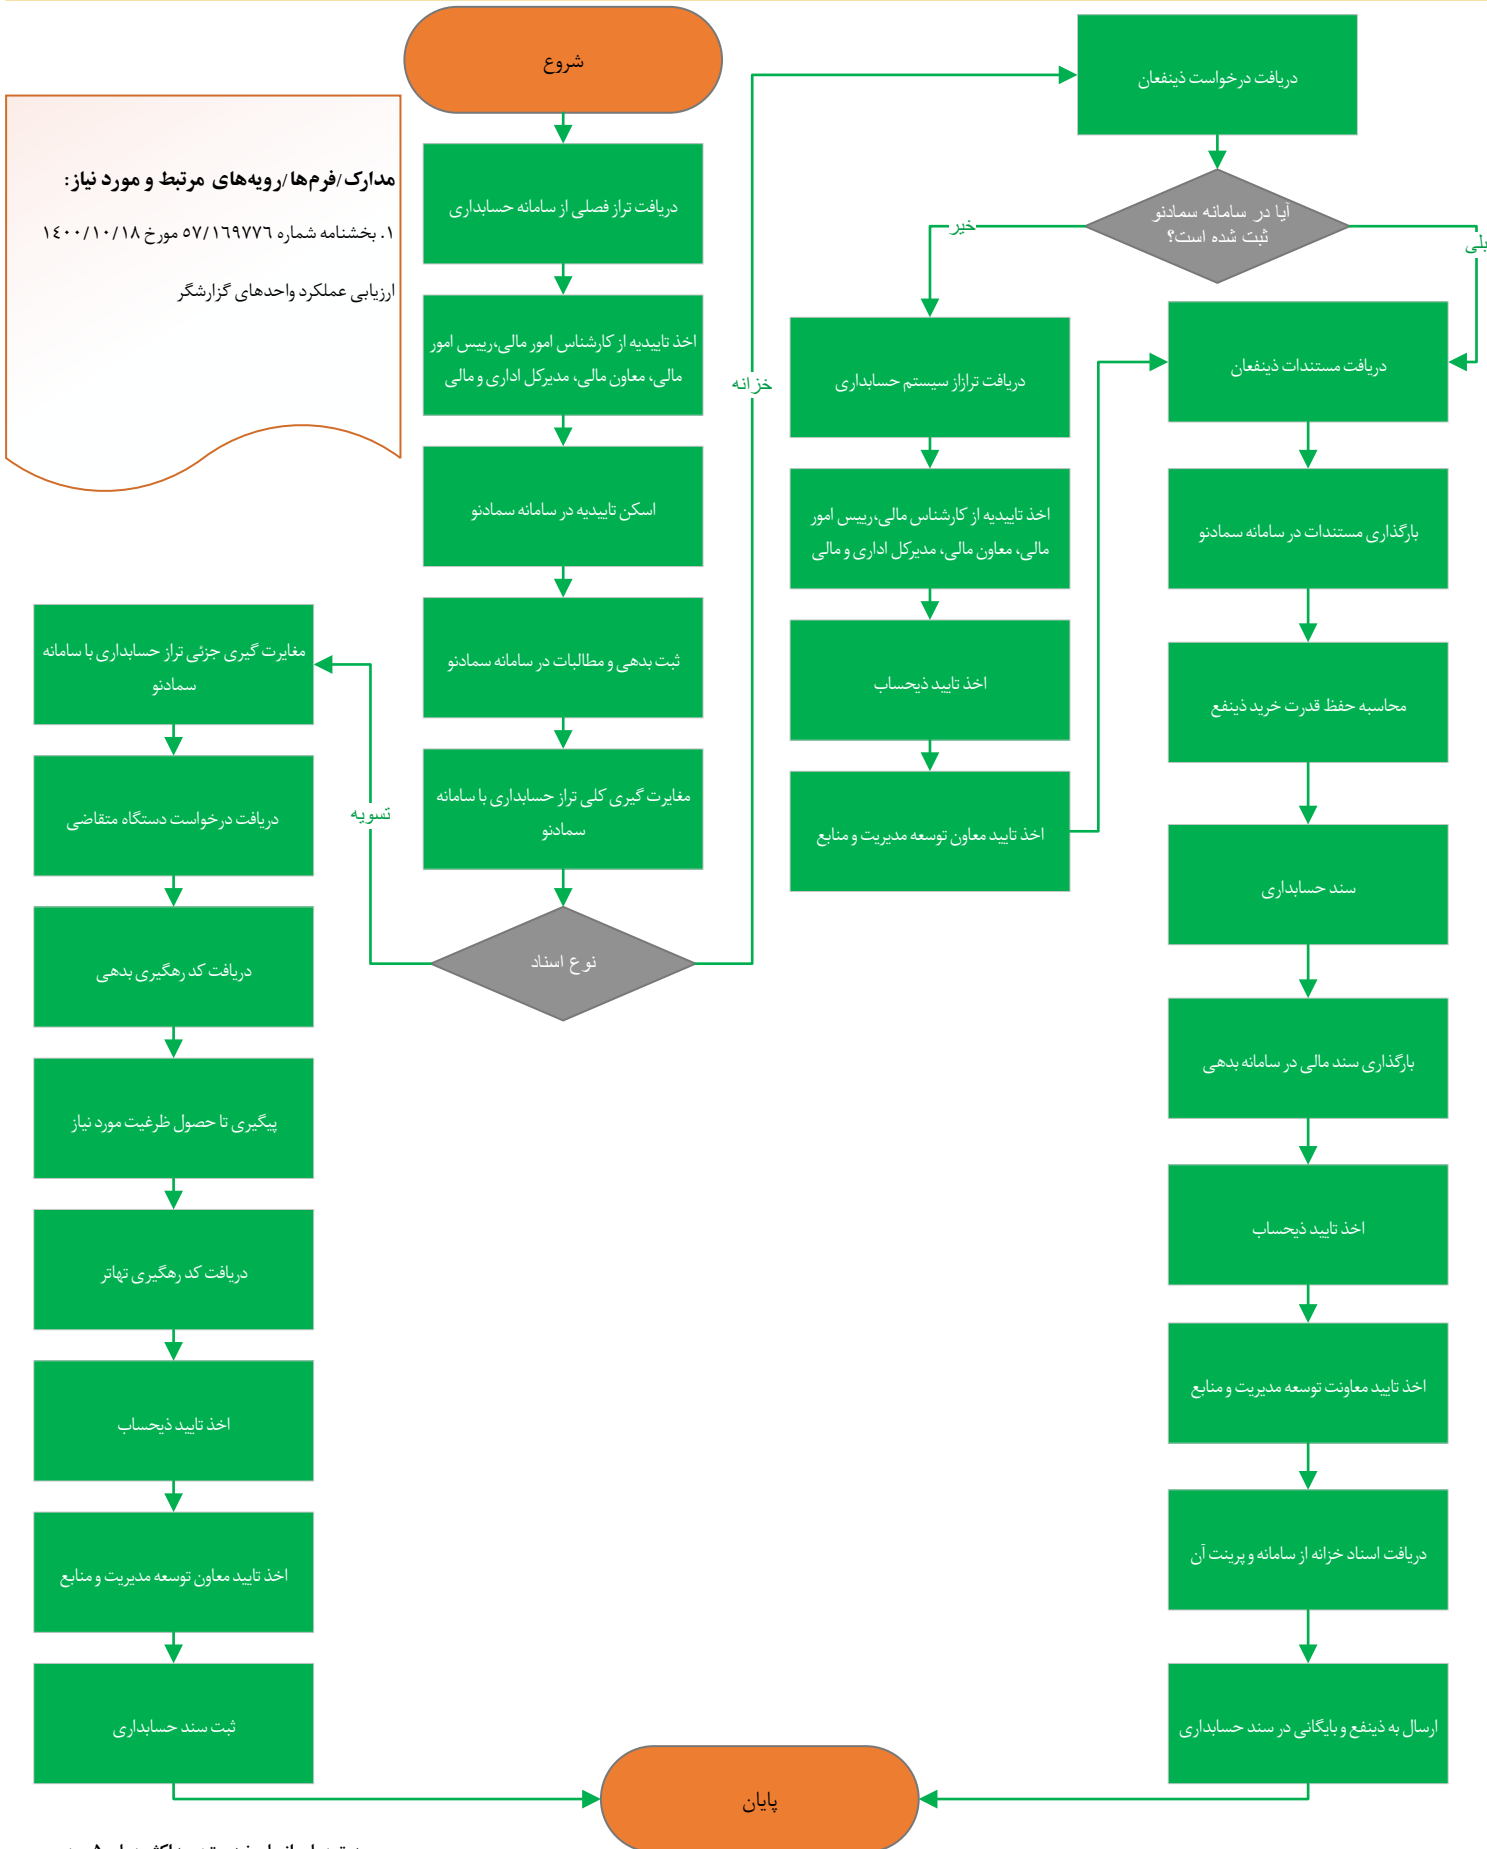 شروع
مدارک/فرم‌ها/رویه‌های مرتبط و مورد نیاز:
۱. بخشنامه شماره ۵۷/۱۶۹۷۷۶ مورخ ۱۴۰۰/۱۰/۱۸
ارزیابی عملکرد واحدهای گزارشگر
دریافت تراز فصلی از سامانه حسابداری
اخذ تاییدیه از کارشناس امور مالی،رییس امور
مالی، معاون مالی، مدیرکل اداری و مالی
اسکن تاییدیه در سامانه سمادنو
ثبت بدهی و مطالبات در سامانه سمادنو
مغایرت گیری کلی تراز حسابداری با سامانه
سمادنو
نوع اسناد
خزانه
تسویه
دریافت درخواست ذینفعان
آیا در سامانه سمادنو
ثبت شده است؟
خیر
بلی
دریافت ترازاز سیستم حسابداری
اخذ تاییدیه از کارشناس مالی،رییس امور
مالی، معاون مالی، مدیرکل اداری و مالی
اخذ تایید ذیحساب
اخذ تایید معاون توسعه مدیریت و منابع
دریافت مستندات ذینفعان
بارگذاری مستندات در سامانه سمادنو
محاسبه حفظ قدرت خرید ذینفع
سند حسابداری
بارگذاری سند مالی در سامانه بدهی
اخذ تایید ذیحساب
اخذ تایید معاونت توسعه مدیریت و منابع
دریافت اسناد خزانه از سامانه و پرینت آن
ارسال به ذینفع و بایگانی در سند حسابداری
مغایرت گیری جزئی تراز حسابداری با سامانه
سمادنو
دریافت درخواست دستگاه متقاضی
دریافت کد رهگیری بدهی
پیگیری تا حصول ظرغیت مورد نیاز
دریافت کد رهگیری تهاتر
اخذ تایید ذیحساب
اخذ تایید معاون توسعه مدیریت و منابع
ثبت سند حسابداری
پایان